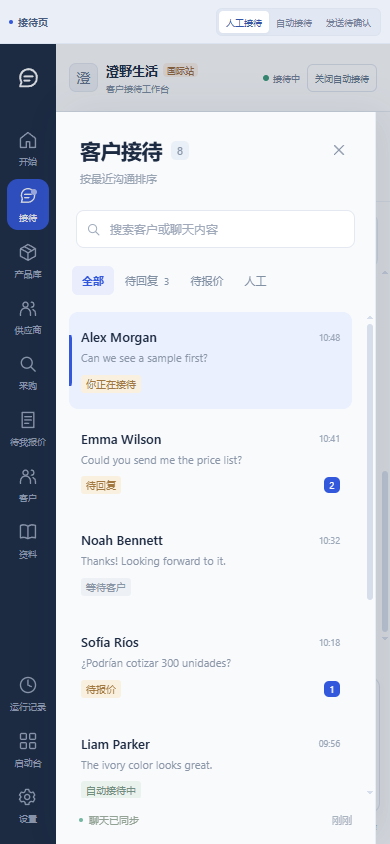 接待页
人工接待 自动接待 发送待确认
澄 澄野生活 国际站
客户接待工作台
接待中 关闭自动接待
开始
接待
产品库
供应商
采购
待我报价
客户
资料
运行记录
启动台
设置
客户接待 8
按最近沟通排序
搜索客户或聊天内容
全部 待回复 3 待报价 人工
Alex Morgan 10:48
Can we see a sample first?
你正在接待
Emma Wilson 10:41
Could you send me the price list?
待回复 2
Noah Bennett 10:32
Thanks! Looking forward to it.
等待客户
Sofía Ríos 10:18
¿Podrían cotizar 300 unidades?
待报价 1
Liam Parker 09:56
The ivory color looks great.
自动接待中
聊天已同步 刚刚